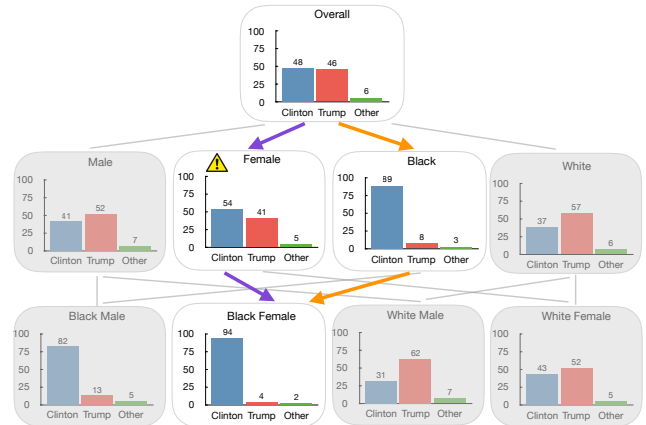 Overall
100
75
50
25
0
48 46 6
Clinton Trump Other
Male
100
75
50
25
0
41 52 7
Clinton Trump Other
Female
100
75
50
25
0
54 41 5
Clinton Trump Other
Black
100
75
50
25
0
89 8 3
Clinton Trump Other
White
100
75
50
25
0
37 57 6
Clinton Trump Other
Black Male
100
75
50
25
0
82 13 5
Clinton Trump Other
Black Female
100
75
50
25
0
94 4 2
Clinton Trump Other
White Male
100
75
50
25
0
31 62 7
Clinton Trump Other
White Female
100
75
50
25
0
43 52 5
Clinton Trump Other